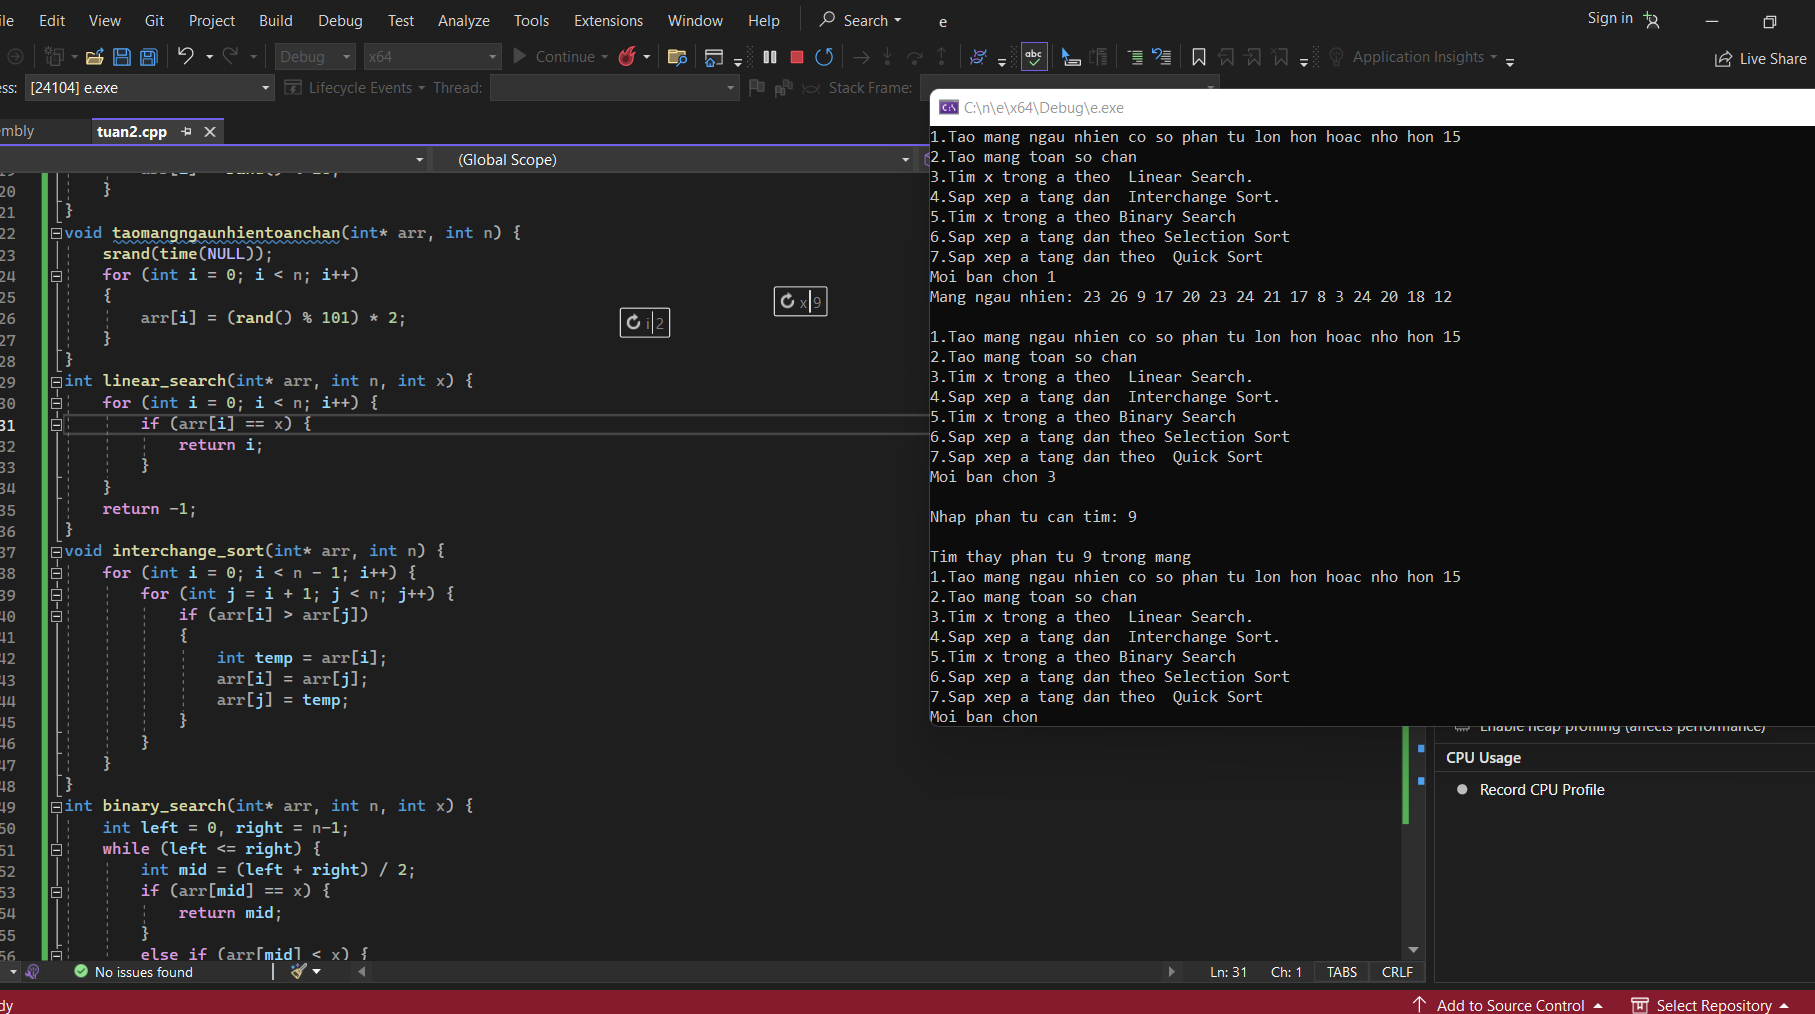 ile Edit View Git Project Build Debug Test Analyze Tools Extensions Window Help Search e Sign in
Debug x64 Continue abc Application Insights Live Share
ess: [24104] e.exe Lifecycle Events Thread: Stack Frame:
embly tuan2.cpp
(Global Scope)
20 }
21 }
22 void taomangngaunhientoanchan(int* arr, int n) {
23 srand(time(NULL));
24 for (int i = 0; i < n; i++)
25 {
26 arr[i] = (rand() % 101) * 2;
27 }
28 }
29 int linear_search(int* arr, int n, int x) {
30 for (int i = 0; i < n; i++) {
31 if (arr[i] == x) {
32 return i;
33 }
34 }
35 return -1;
36 }
37 void interchange_sort(int* arr, int n) {
38 for (int i = 0; i < n - 1; i++) {
39 for (int j = i + 1; j < n; j++) {
40 if (arr[i] > arr[j])
41 {
42 int temp = arr[i];
43 arr[i] = arr[j];
44 arr[j] = temp;
45 }
46 }
47 }
48 }
49 int binary_search(int* arr, int n, int x) {
50 int left = 0, right = n-1;
51 while (left <= right) {
52 int mid = (left + right) / 2;
53 if (arr[mid] == x) {
54 return mid;
55 }
56 else if (arr[mid] < x) {
x 9
i 2
C:\n\e\x64\Debug\e.exe
1.Tao mang ngau nhien co so phan tu lon hon hoac nho hon 15
2.Tao mang toan so chan
3.Tim x trong a theo  Linear Search.
4.Sap xep a tang dan  Interchange Sort.
5.Tim x trong a theo Binary Search
6.Sap xep a tang dan theo Selection Sort
7.Sap xep a tang dan theo  Quick Sort
Moi ban chon 1
Mang ngau nhien: 23 26 9 17 20 23 24 21 17 8 3 24 20 18 12
1.Tao mang ngau nhien co so phan tu lon hon hoac nho hon 15
2.Tao mang toan so chan
3.Tim x trong a theo  Linear Search.
4.Sap xep a tang dan  Interchange Sort.
5.Tim x trong a theo Binary Search
6.Sap xep a tang dan theo Selection Sort
7.Sap xep a tang dan theo  Quick Sort
Moi ban chon 3
Nhap phan tu can tim: 9
Tim thay phan tu 9 trong mang
1.Tao mang ngau nhien co so phan tu lon hon hoac nho hon 15
2.Tao mang toan so chan
3.Tim x trong a theo  Linear Search.
4.Sap xep a tang dan  Interchange Sort.
5.Tim x trong a theo Binary Search
6.Sap xep a tang dan theo Selection Sort
7.Sap xep a tang dan theo  Quick Sort
Moi ban chon
Enable heap profiling (affects performance)
CPU Usage
Record CPU Profile
No issues found Ln: 31 Ch: 1 TABS CRLF
dy Add to Source Control Select Repository